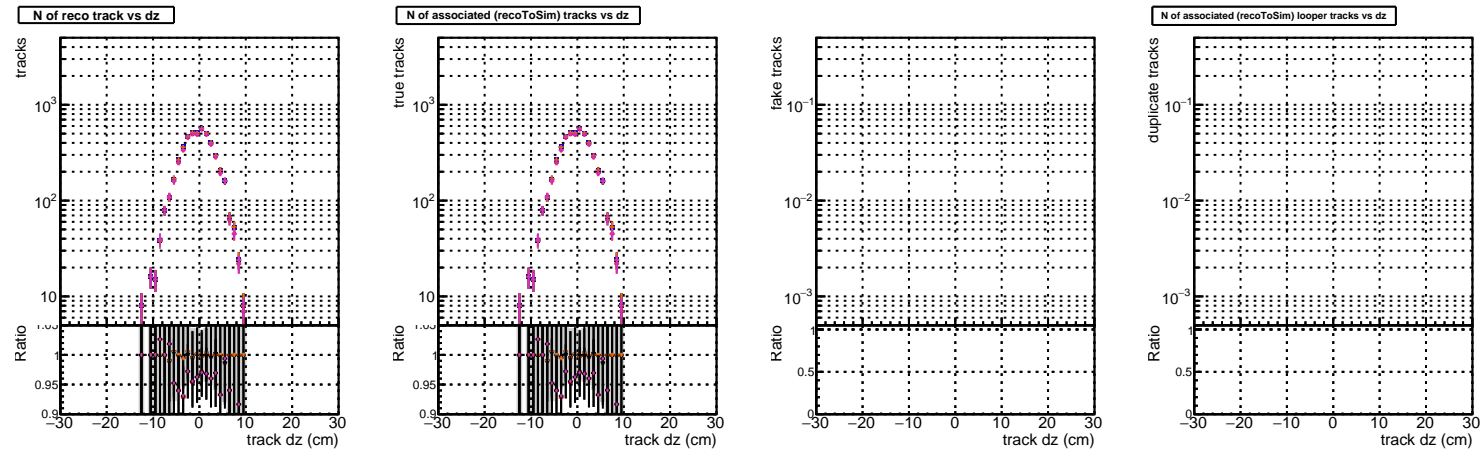 N of reco track vs dz
tracks
10³
10²
10
Ratio
1.05
1
0.95
0.9
−30 −20 −10 0 10 20 30
track dz (cm)
N of associated (recoToSim) tracks vs dz
true tracks
10³
10²
10
Ratio
1.05
1
0.95
0.9
−30 −20 −10 0 10 20 30
track dz (cm)
fake tracks
10⁻¹
10⁻²
10⁻³
Ratio
1
0.5
0
−30 −20 −10 0 10 20 30
track dz (cm)
N of associated (recoToSim) looper tracks vs dz
duplicate tracks
10⁻¹
10⁻²
10⁻³
Ratio
1
0.5
0
−30 −20 −10 0 10 20 30
track dz (cm)